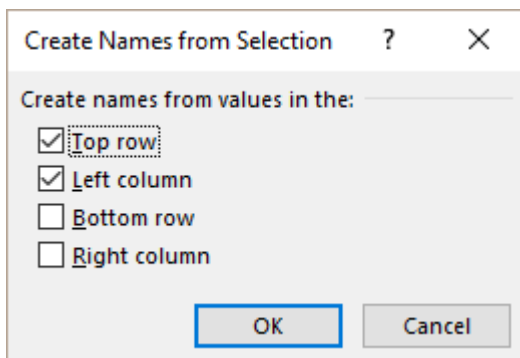 Create Names from Selection ? ×
Create names from values in the:
Top row
Left column
Bottom row
Right column
OK Cancel